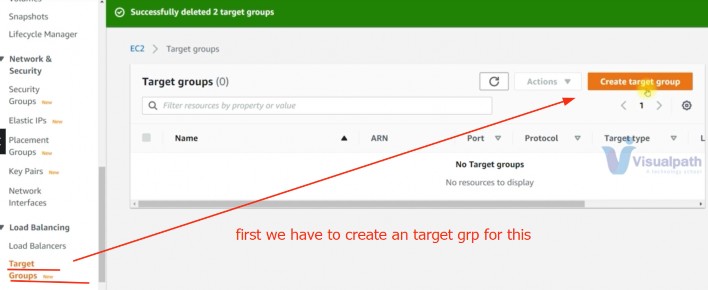 Volumes
Snapshots
Lifecycle Manager
Network &
Security
Security
Groups New
Elastic IPs New
Placement
Groups New
Key Pairs New
Network
Interfaces
Load Balancing
Load Balancers
Target
Groups New
Successfully deleted 2 target groups
EC2 > Target groups
Target groups (0)
Actions
Create target group
Filter resources by property or value
1
Name ARN Port Protocol Target type L
No Target groups
No resources to display
Visualpath
first we have to create an target grp for this